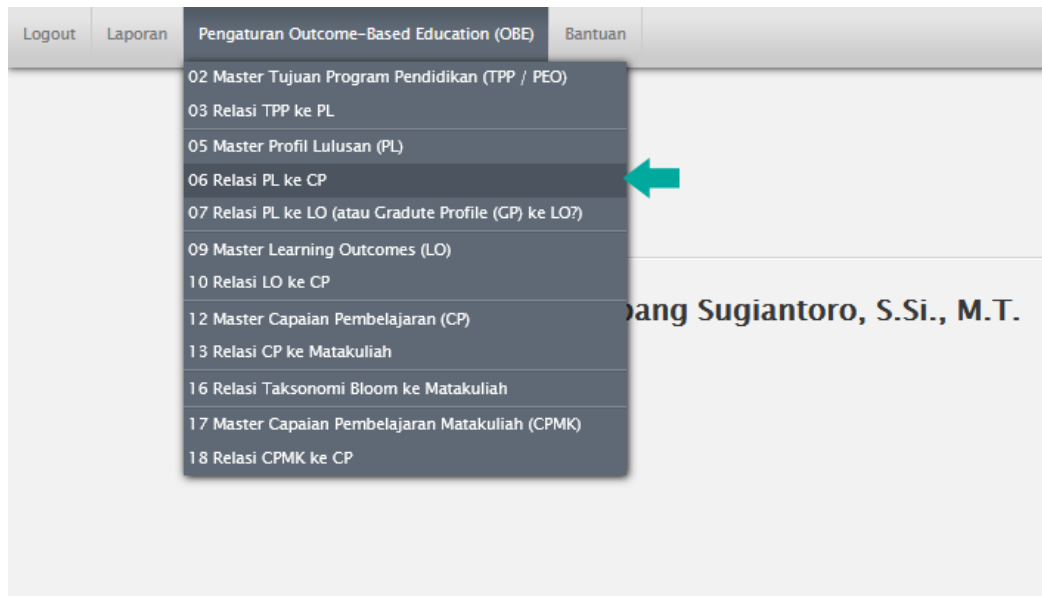 Logout Laporan Pengaturan Outcome-Based Education (OBE) Bantuan
02 Master Tujuan Program Pendidikan (TPP / PEO)
03 Relasi TPP ke PL
05 Master Profil Lulusan (PL)
06 Relasi PL ke CP
07 Relasi PL ke LO (atau Gradute Profile (GP) ke LO?)
09 Master Learning Outcomes (LO)
10 Relasi LO ke CP
12 Master Capaian Pembelajaran (CP)
13 Relasi CP ke Matakuliah
16 Relasi Taksonomi Bloom ke Matakuliah
17 Master Capaian Pembelajaran Matakuliah (CPMK)
18 Relasi CPMK ke CP
Sugiantoro, S.Si., M.T.